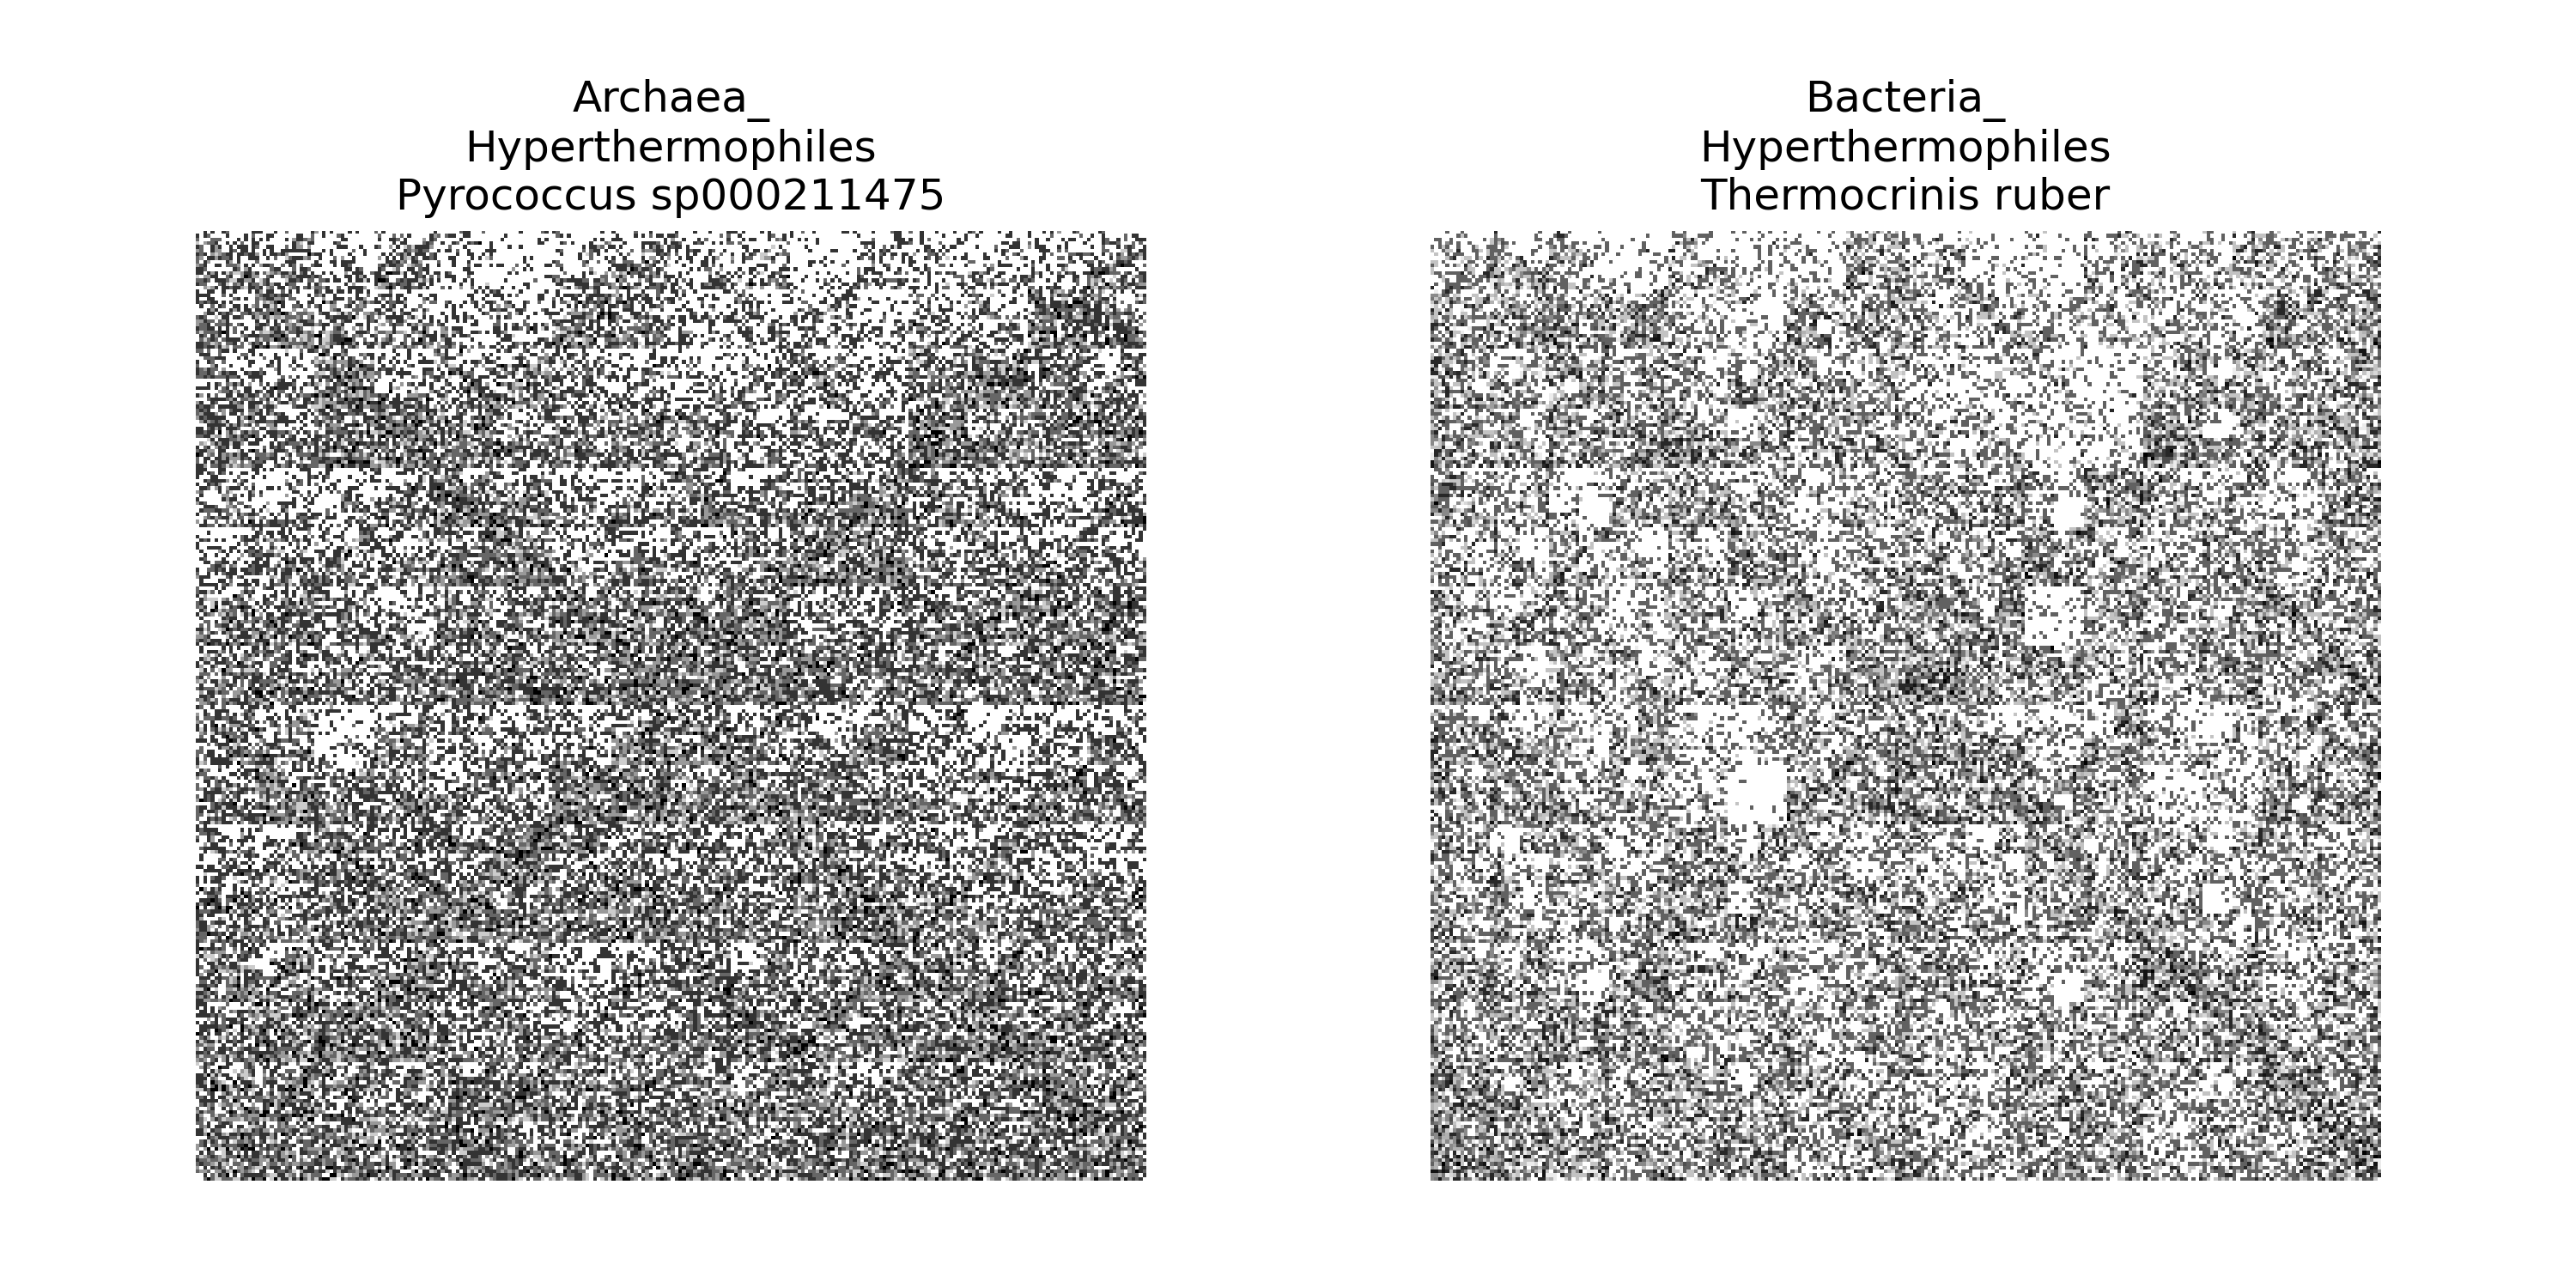 Archaea_
Hyperthermophiles
Pyrococcus sp000211475
Bacteria_
Hyperthermophiles
Thermocrinis ruber